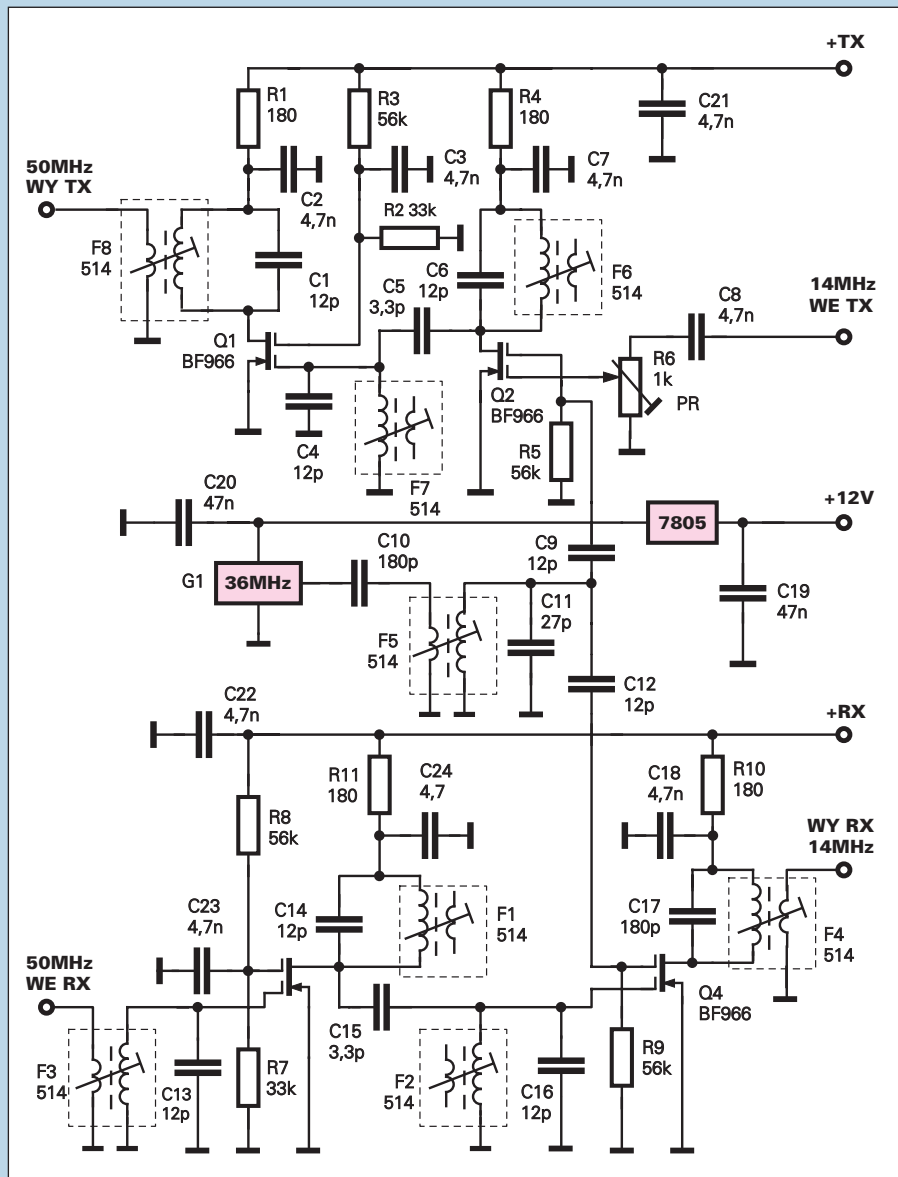 +TX
R1
180
R3
56k
R4
180
C21
4,7n
50MHz
WY TX
C2
4,7n
C3
4,7n
C7
4,7n
R2 33k
F8
514
C1
12p
C5
3,3p
C6
12p
F6
514
14MHz
WE TX
C8
4,7n
Q1
BF966
R6
1k
PR
Q2
BF966
C4
12p
F7
514
R5
56k
C20
47n
+12V
7805
C10
180p
C9
12p
G1
36MHz
C19
47n
F5
514
C11
27p
C12
12p
C22
4,7n
+RX
R11
180
C24
4,7
C18
4,7n
R10
180
R8
56k
WY RX
14MHz
C23
4,7n
C14
12p
F1
514
C17
180p
F4
514
50MHz
WE RX
Q4
BF966
C15
3,3p
F3
514
C13
12p
R7
33k
F2
514
C16
12p
R9
56k